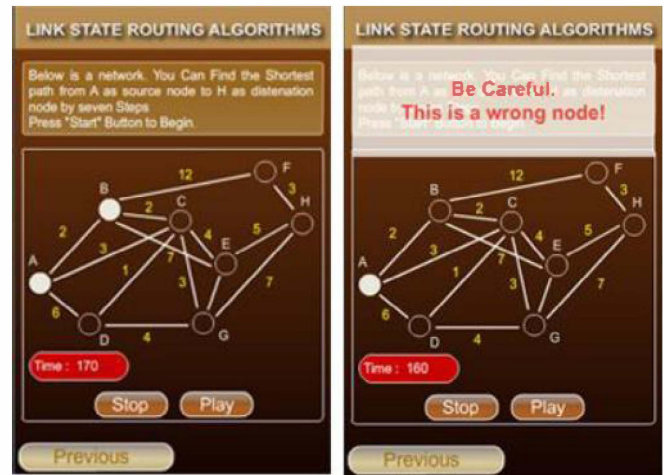 LINK STATE ROUTING ALGORITHMS
Below is a network. You Can Find the Shortest
path from A as source node to H as distenation
node by seven Steps
Press "Start" Button to Begin.
12
F
B
3
2
C
H
2
4
5
3
E
A
7
1
3
7
6
D
4
G
Time : 170
Stop
Play
Previous
LINK STATE ROUTING ALGORITHMS
Be Careful.
This is a wrong node!
12
F
B
3
2
C
H
2
4
5
3
E
A
7
1
3
7
6
D
4
G
Time : 160
Stop
Play
Previous